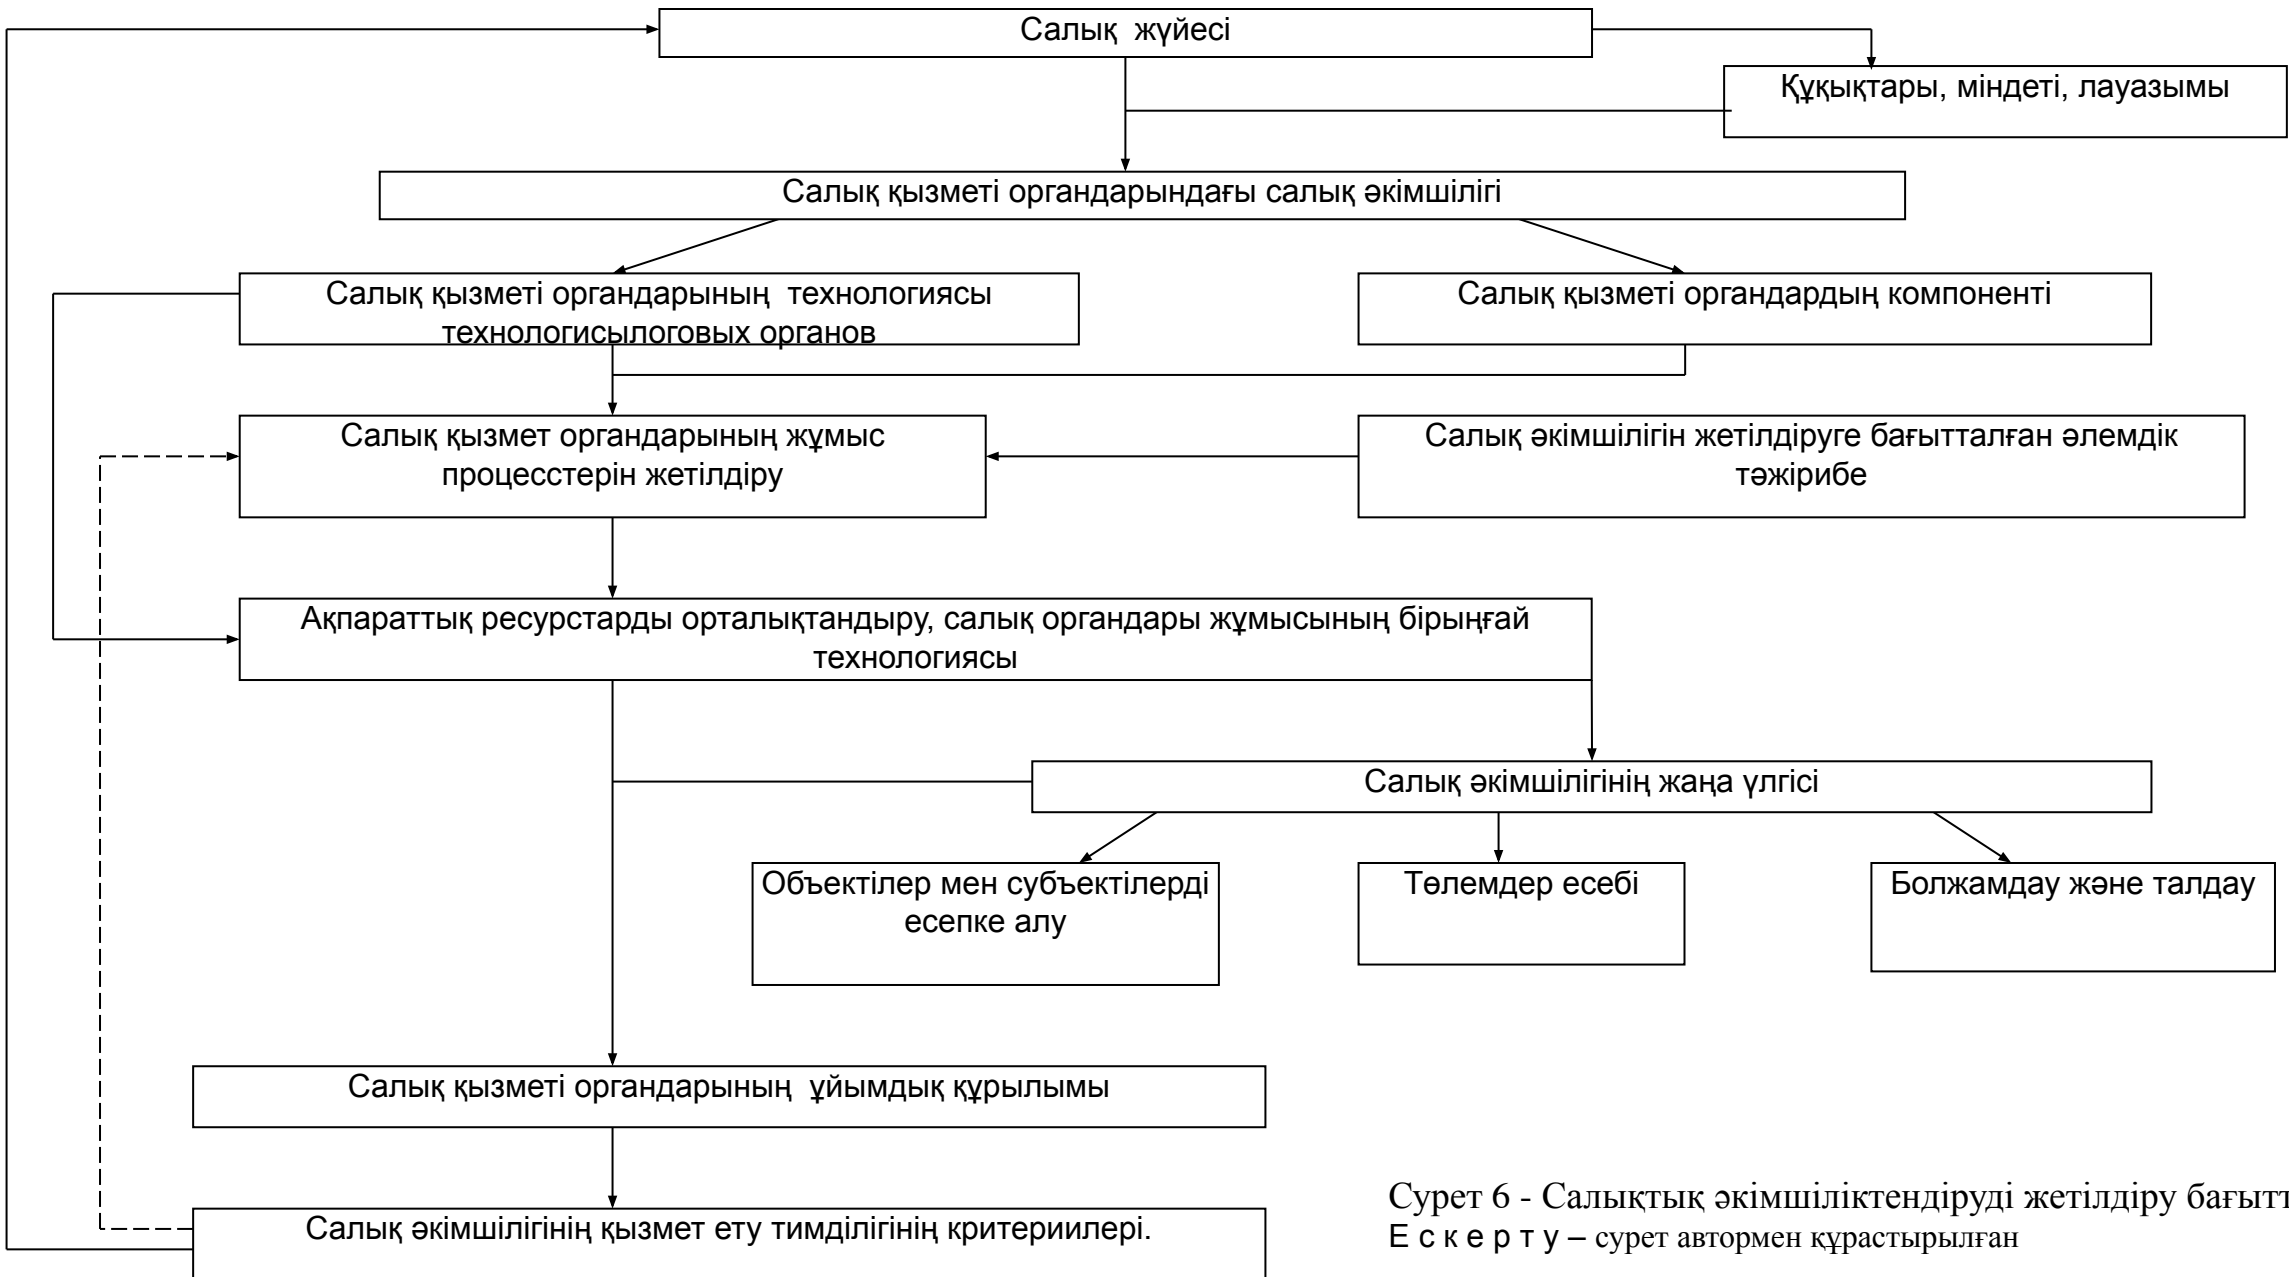 Салық жүйесі
Құқықтары, міндеті, лауазымы
Салық қызметі органдарындағы салық әкімшілігі
Салық қызметі органдарының технологиясы
технологисылоговых органов
Салық қызметі органдардың компоненті
Салық қызмет органдарының жұмыс
процесстерін жетілдіру
Салық әкімшілігін жетілдіруге бағытталған әлемдік
тәжірибе
Ақпараттық ресурстарды орталықтандыру, салық органдары жұмысының бірыңғай
технологиясы
Салық әкімшілігінің жаңа үлгісі
Объектілер мен субъектілерді
есепке алу
Төлемдер есебі
Болжамдау және талдау
Салық қызметі органдарының ұйымдық құрылымы
Салық әкімшілігінің қызмет ету тимділігінің критериилері.
Сурет 6 - Салықтық әкімшіліктендіруді жетілдіру бағытт
Е с к е р т у – сурет автормен құрастырылған